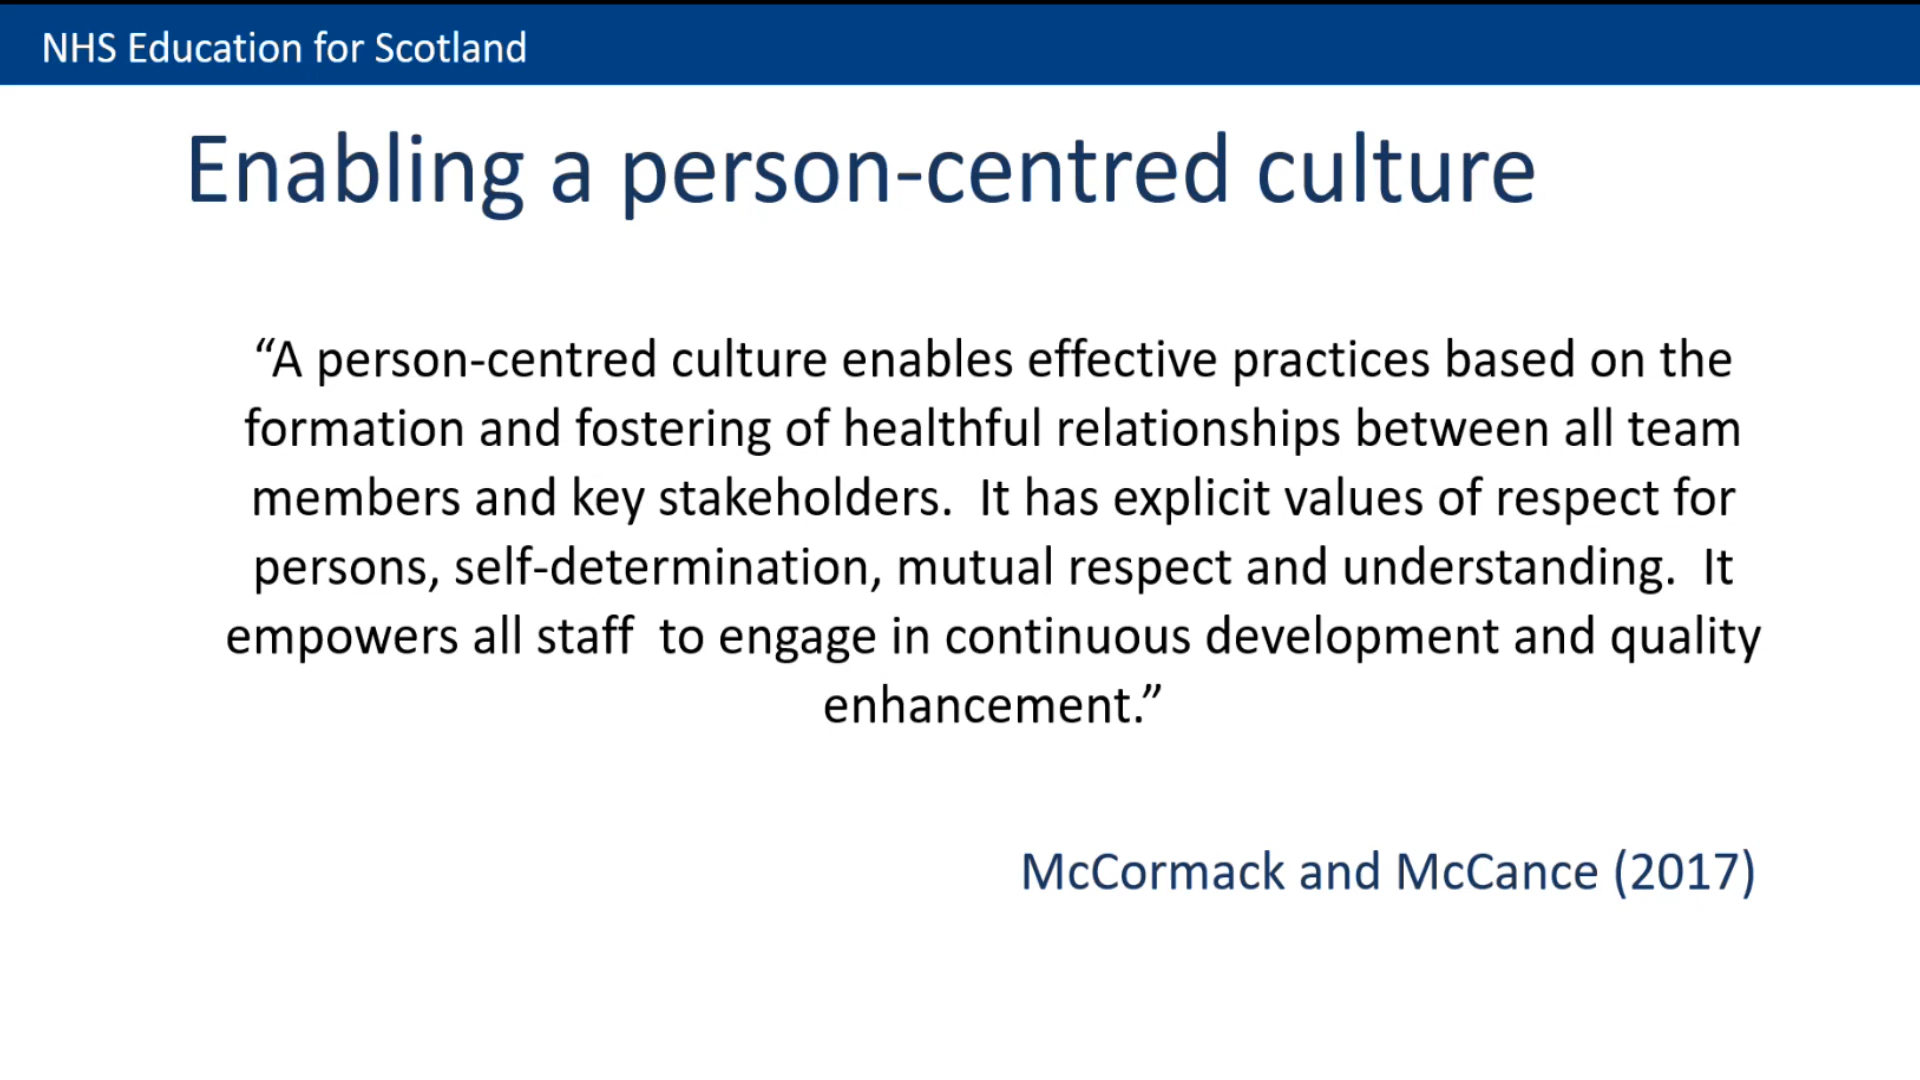 NHS Education for Scotland
Enabling a person-centred culture
“A person-centred culture enables effective practices based on the
formation and fostering of healthful relationships between all team
members and key stakeholders.  It has explicit values of respect for
persons, self-determination, mutual respect and understanding.  It
empowers all staff  to engage in continuous development and quality
enhancement.”
McCormack and McCance (2017)